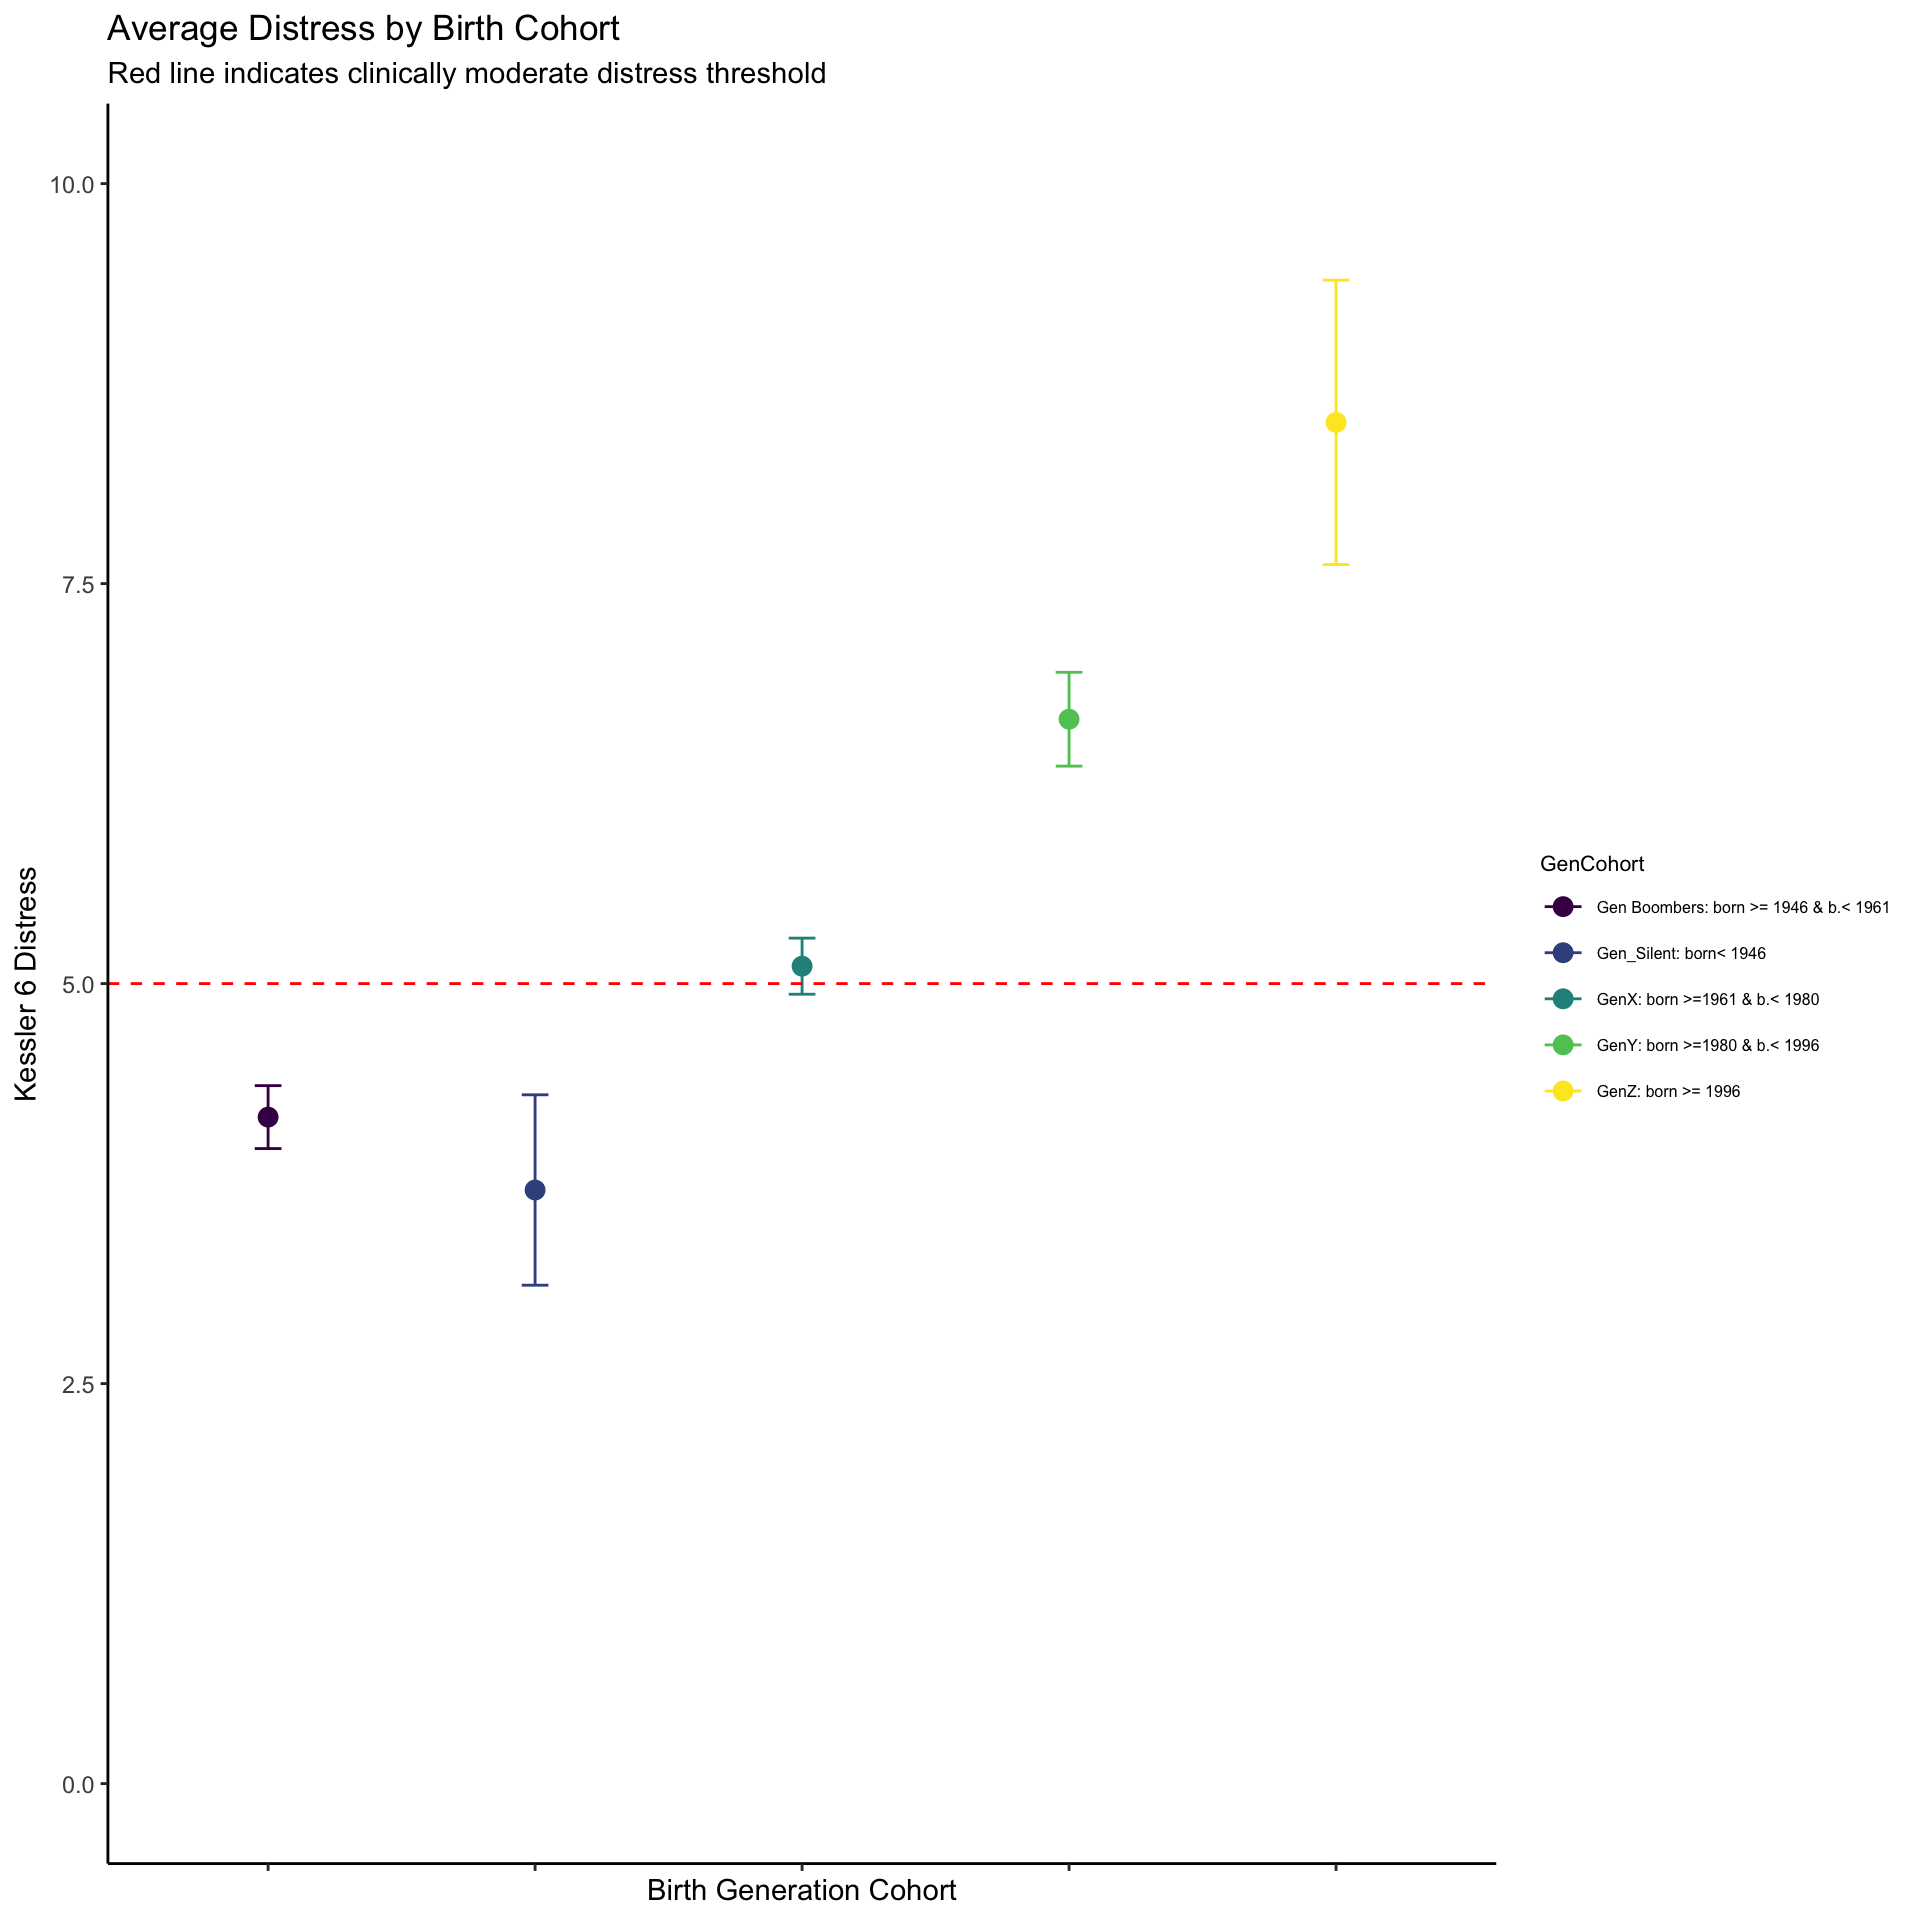 Average Distress by Birth Cohort
Red line indicates clinically moderate distress threshold
10.0
7.5
5.0
2.5
0.0
Kessler 6 Distress
Birth Generation Cohort
GenCohort
Gen Boombers: born >= 1946 & b.< 1961
Gen_Silent: born< 1946
GenX: born >=1961 & b.< 1980
GenY: born >=1980 & b.< 1996
GenZ: born >= 1996